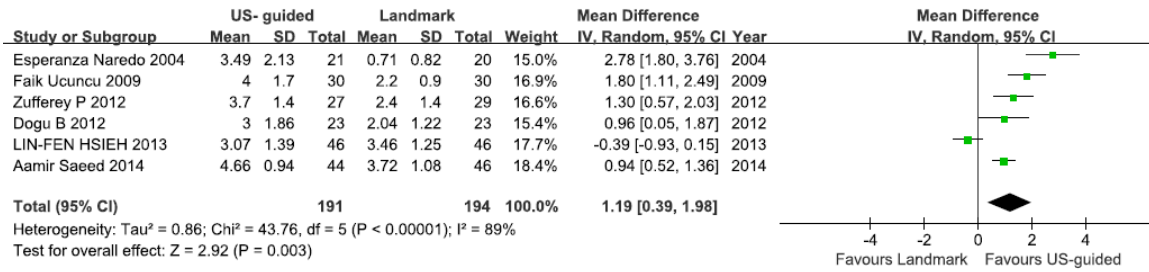 US- guided Landmark Mean Difference Mean Difference
Study or Subgroup Mean SD Total Mean SD Total Weight IV, Random, 95% CI Year IV, Random, 95% CI
Esperanza Naredo 2004 3.49 2.13 21 0.71 0.82 20 15.0% 2.78 [1.80, 3.76] 2004
Faik Ucuncu 2009 4 1.7 30 2.2 0.9 30 16.9% 1.80 [1.11, 2.49] 2009
Zufferey P 2012 3.7 1.4 27 2.4 1.4 29 16.6% 1.30 [0.57, 2.03] 2012
Dogu B 2012 3 1.86 23 2.04 1.22 23 15.4% 0.96 [0.05, 1.87] 2012
LIN-FEN HSIEH 2013 3.07 1.39 46 3.46 1.25 46 17.7% -0.39 [-0.93, 0.15] 2013
Aamir Saeed 2014 4.66 0.94 44 3.72 1.08 46 18.4% 0.94 [0.52, 1.36] 2014
Total (95% CI) 191 194 100.0% 1.19 [0.39, 1.98]
Heterogeneity: Tau² = 0.86; Chi² = 43.76, df = 5 (P < 0.00001); I² = 89%
Test for overall effect: Z = 2.92 (P = 0.003)
-4 -2 0 2 4
Favours Landmark Favours US-guided